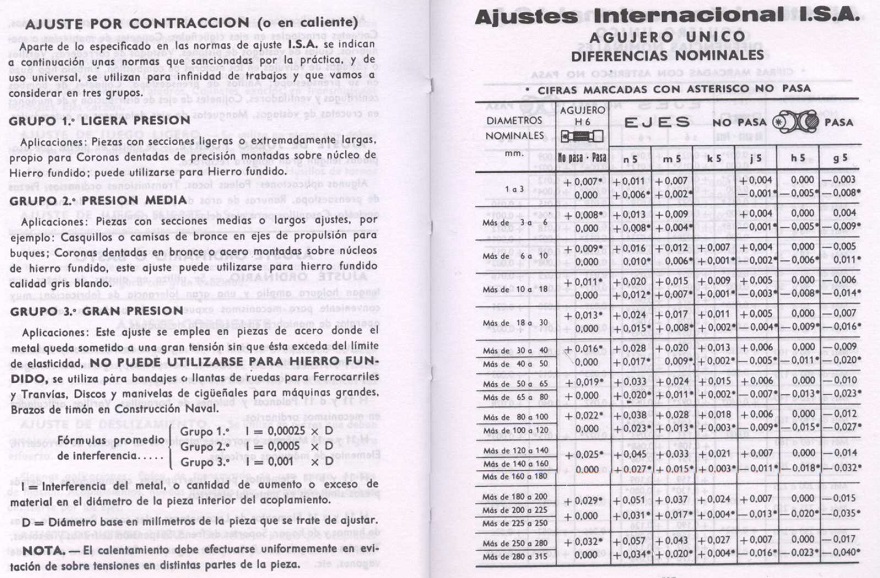 AJUSTE POR CONTRACCION (o en caliente)
Aparte de lo especificado en las normas de ajuste I.S.A. se indican
a continuación unas normas que sancionadas por la práctica, y de
uso universal, se utilizan para infinidad de trabajos y que vamos a
considerar en tres grupos.
GRUPO 1.º LIGERA PRESION
Aplicaciones: Piezas con secciones ligeras o extremadamente largas,
propio para Coronas dentadas de precisión montadas sobre núcleo de
Hierro fundido; puede utilizarse para Hierro fundido.
GRUPO 2.º PRESION MEDIA
Aplicaciones: Piezas con secciones medias o largos ajustes, por
ejemplo: Casquillos o camisas de bronce en ejes de propulsión para
buques; Coronas dentadas en bronce o acero montadas sobre núcleos
de hierro fundido, este ajuste puede utilizarse para hierro fundido
calidad gris blando.
GRUPO 3.º GRAN PRESION
Aplicaciones: Este ajuste se emplea en piezas de acero donde el
metal queda sometido a una gran tensión sin que ésta exceda del límite
de elasticidad, NO PUEDE UTILIZARSE PARA HIERRO FUN-
DIDO, se utiliza pàra bandajes o llantas de ruedas para Ferrocarriles
y Tranvías, Discos y manivelas de cigüeñales para máquinas grandes,
Brazos de timón en Construcción Naval.
Fórmulas promedio
de interferencia.....
Grupo 1.º I = 0,00025 × D
Grupo 2.º I = 0,0005 × D
Grupo 3.º I = 0,001 × D
I = Interferencia del metal, o cantidad de aumento o exceso de
material en el diámetro de la pieza interior del acoplamiento.
D = Diámetro base en milímetros de la pieza que se trate de ajustar.
NOTA. — El calentamiento debe efectuarse uniformemente en evi-
tación de sobre tensiones en distintas partes de la pieza.
Ajustes Internacional I.S.A.
AGUJERO UNICO
DIFERENCIAS NOMINALES
* CIFRAS MARCADAS CON ASTERISCO NO PASA
DIAMETROS
NOMINALES
mm.
AGUJERO
H 6
No pasa - Pasa
EJES NO PASA PASA
n 5 m 5 k 5 j 5 h 5 g 5
1 a 3
+ 0,007* +0,011 +0,007 +0,004 0,000 —0,003
0,000 +0,006* +0,002* —0,001* —0,005* —0,008*
Más de 3 a 6
+ 0,008* +0,013 +0,009 +0,004 0,000 0,004
0,000 +0,008* +0,004* —0,001* —0,005* —0,009*
Más de 6 a 10
+ 0,009* +0,016 +0,012 +0,007 +0,004 0,000 —0,005
0,000 0,010* +0,006* +0,001* —0,002* —0,006* 0,011*
Más de 10 a 18
+ 0,011* +0,020 +0,015 +0,009 +0,005 0,000 —0,006
0,000 +0,012* +0,007* +0,001* —0,003* —0,008* —0,014*
Más de 18 a 30
+ 0,013* +0,024 +0,017 +0,011 +0,005 0,000 —0,007
0,000 +0,015* +0,008* +0,002* —0,004* —0,009* —0,016*
Más de 30 a 40
Más de 40 a 50
+ 0,016* +0,028 +0,020 +0,013 +0,006 0,000 —0,009
0,000 +0,017* 0,009* +0,002* —0,005* —0,011* —0,020*
Más de 50 a 65
Más de 65 a 80
+ 0,019* +0,033 +0,024 +0,015 +0,006 0,000 —0,010
0,000 +0,020* +0,011* +0,002* —0,007* —0,013* —0,023*
Más de 80 a 100
Más de 100 a 120
+ 0,022* +0,038 +0,028 +0,018 +0,006 0,000 —0,012
0,000 +0,023* +0,013* +0,003* —0,009* —0,015* —0,027*
Más de 120 a 140
Más de 140 a 160
Más de 160 a 180
+ 0,025* +0,045 +0,033 +0,021 +0,007 0,000 —0,014
0,000 +0,027* +0,015* +0,003* —0,011* —0,018* —0,032*
Más de 180 a 200
Más de 200 a 225
Más de 225 a 250
+ 0,029* +0,051 +0,037 +0,024 +0,007 0,000 —0,015
+ 0,000 +0,031* +0,017* +0,004* —0,013 —0,020* —0,035*
Más de 250 a 280
Más de 280 a 315
+ 0,032* +0,057 +0,043 +0,027 +0,007 0,000 —0,017
0,000 +0,034* +0,020* +0,004* —0,016* —0,023* —0,040*